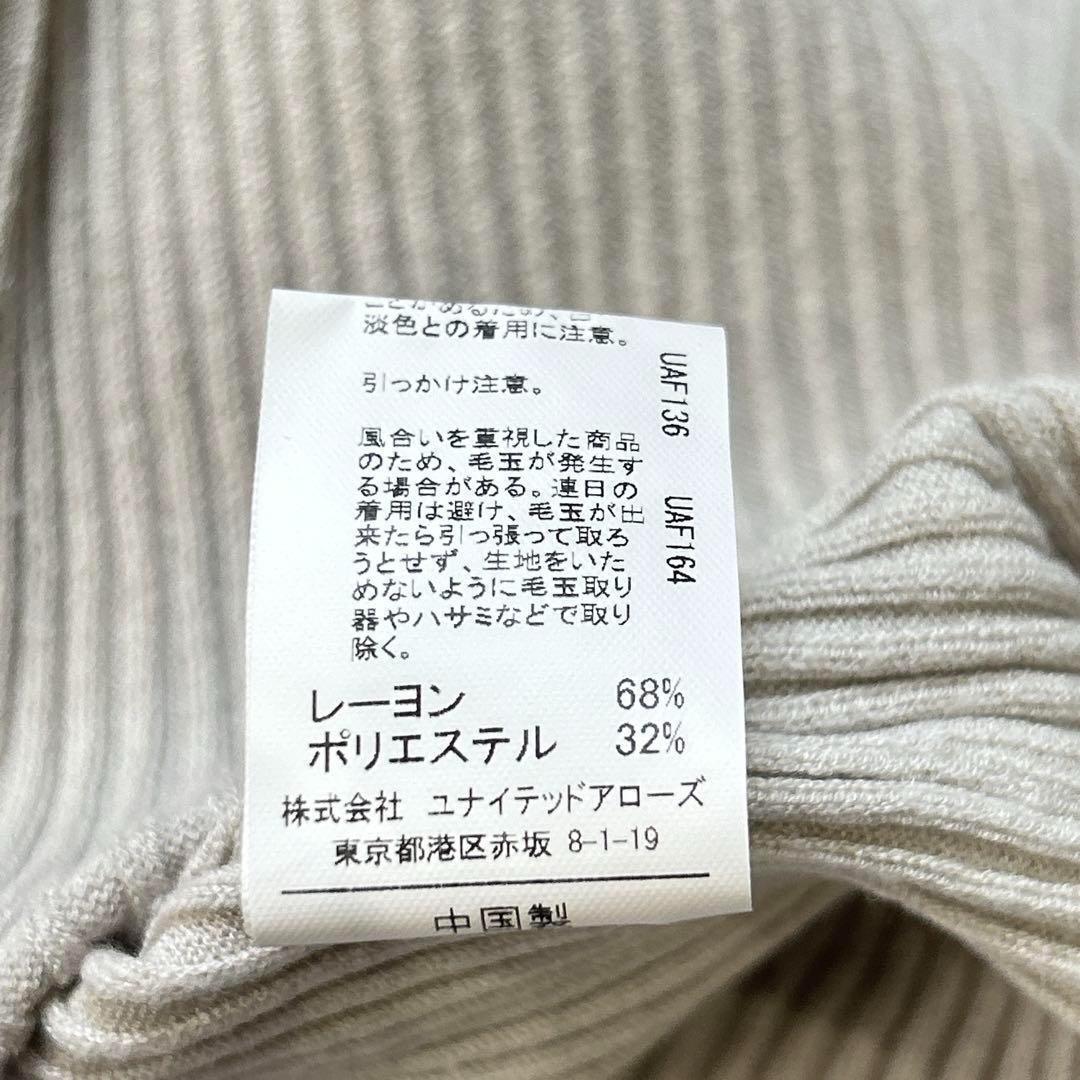 ことがあるため、
淡色との着用に注意。
引っかけ注意。
風合いを重視した商品
のため、毛玉が発生す
る場合がある。連日の
着用は避け、毛玉が出
来たら引っ張って取ろ
うとせず、生地をいた
めないように毛玉取り
器やハサミなどで取り
除く。
レーヨン 68%
ポリエステル 32%
株式会社 ユナイテッドアローズ
東京都港区赤坂 8-1-19
中国製
UAF136 UAF164